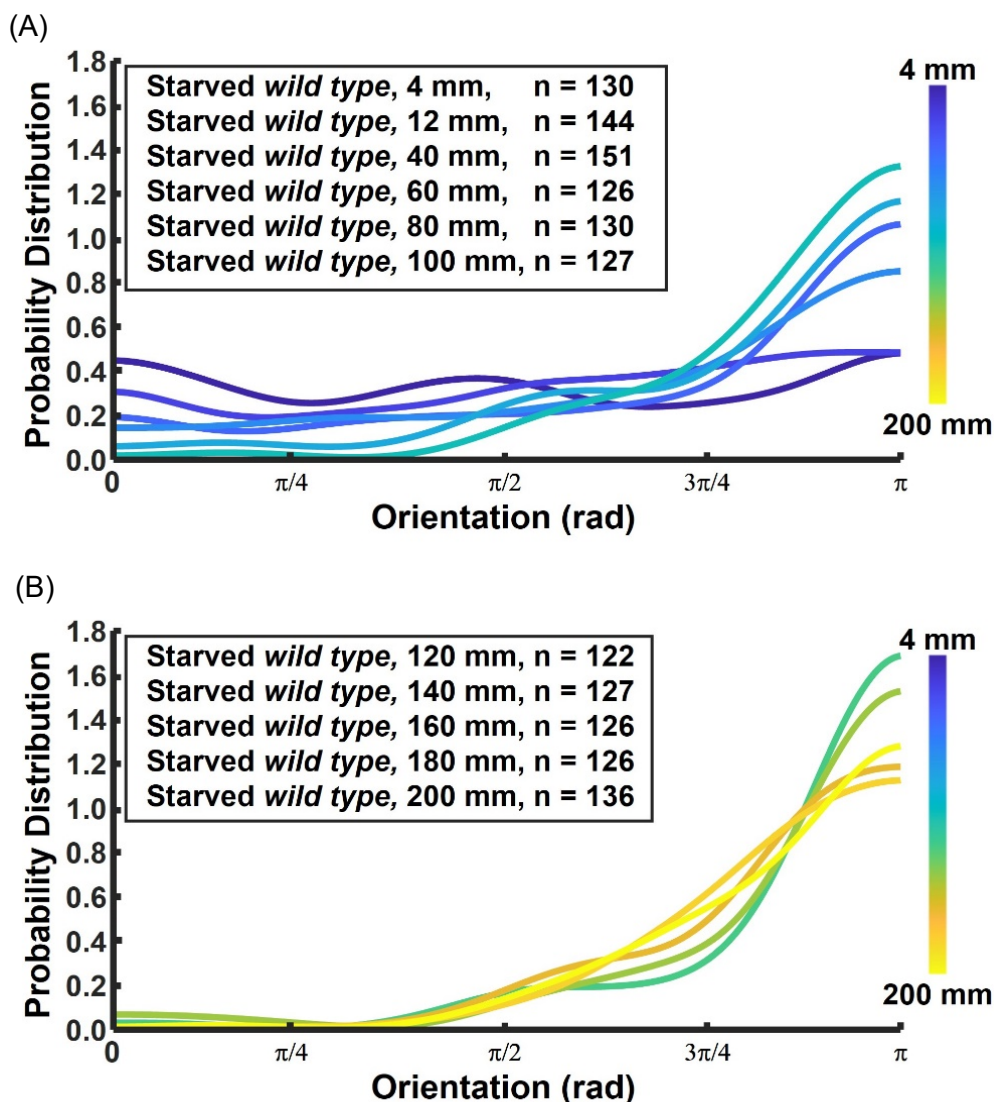 (A)
1.8
1.6
1.4
1.2
1.0
0.8
0.6
0.4
0.2
0.0
Probability Distribution
Starved wild type, 4 mm, n = 130
Starved wild type, 12 mm, n = 144
Starved wild type, 40 mm, n = 151
Starved wild type, 60 mm, n = 126
Starved wild type, 80 mm, n = 130
Starved wild type, 100 mm, n = 127
4 mm
200 mm
0 π/4 π/2 3π/4 π
Orientation (rad)
(B)
1.8
1.6
1.4
1.2
1.0
0.8
0.6
0.4
0.2
0.0
Probability Distribution
Starved wild type, 120 mm, n = 122
Starved wild type, 140 mm, n = 127
Starved wild type, 160 mm, n = 126
Starved wild type, 180 mm, n = 126
Starved wild type, 200 mm, n = 136
4 mm
200 mm
0 π/4 π/2 3π/4 π
Orientation (rad)